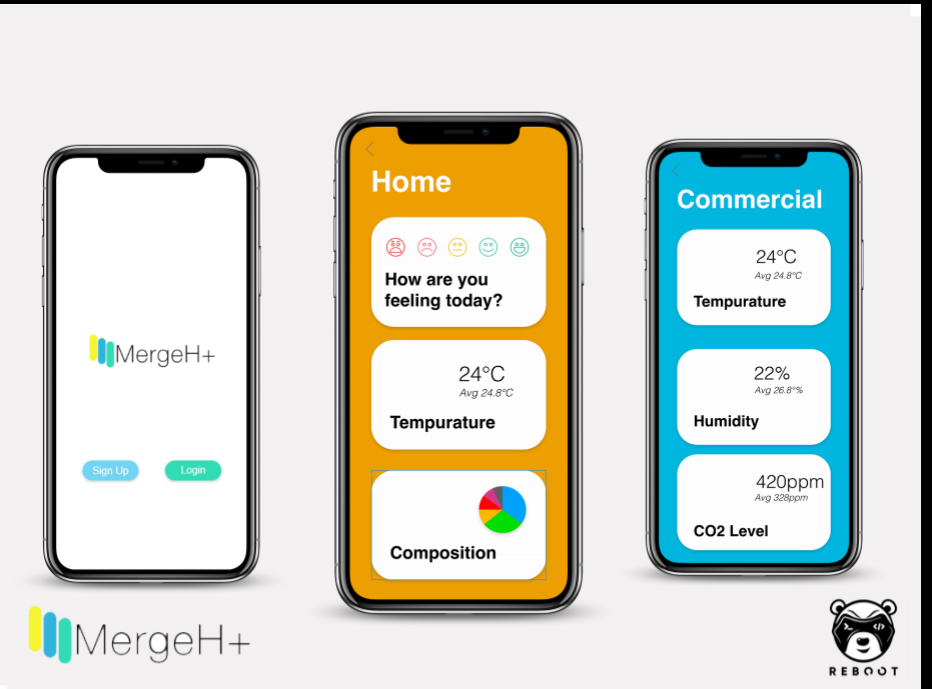 MergeH+
Sign Up
Login
Home
How are you
feeling today?
24°C
Avg 24.8°C
Tempurature
Composition
Commercial
24°C
Avg 24.8°C
Tempurature
22%
Avg 26.8°%
Humidity
420ppm
Avg 328ppm
CO2 Level
MergeH+
>_ </>
REBOOT